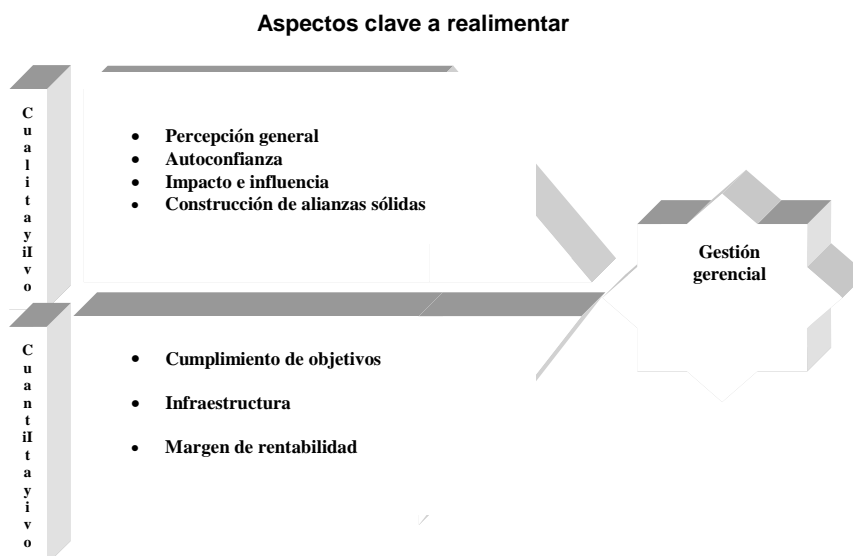 Aspectos clave a realimentar
CualitayiIvo
• Percepción general
• Autoconfianza
• Impacto e influencia
• Construcción de alianzas sólidas
Gestión
gerencial
CuantiItayivo
• Cumplimiento de objetivos
• Infraestructura
• Margen de rentabilidad